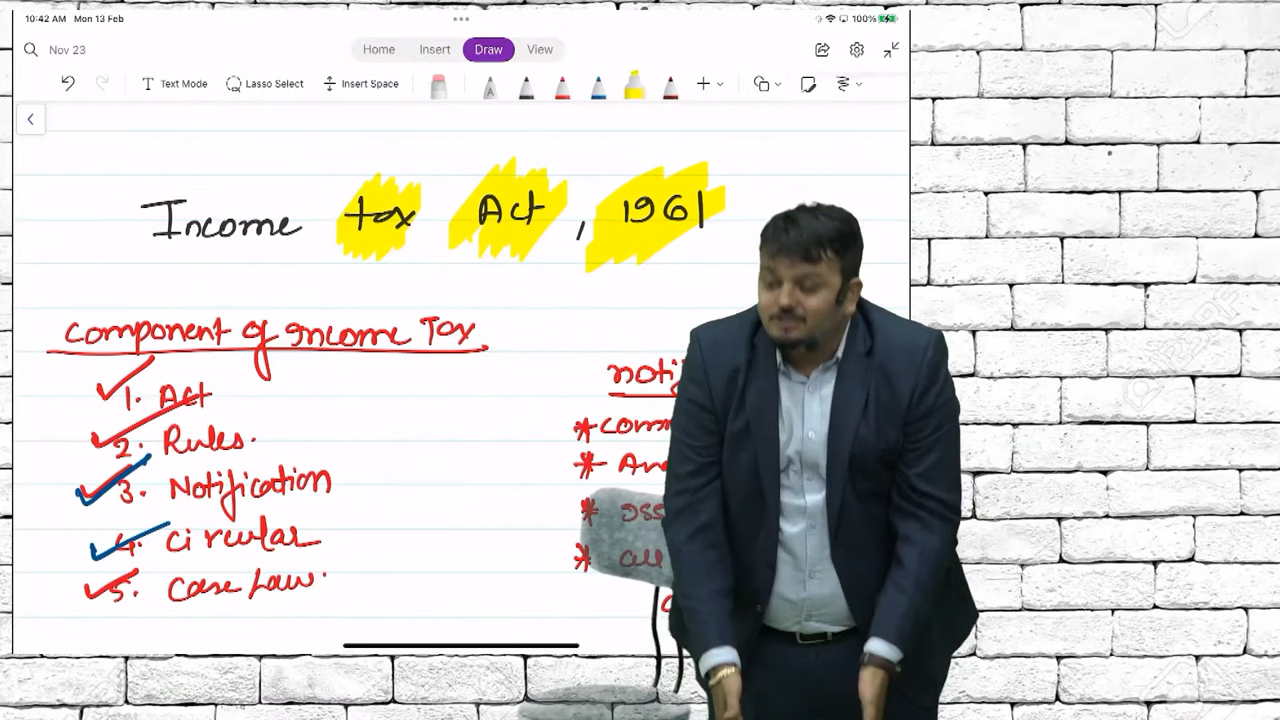 10:42 AM Mon 13 Feb
100%
Nov 23
Home Insert Draw View
Text Mode Lasso Select Insert Space
Income tax Act, 1961
Component of Income Tax
1. Act
2. Rules.
3. Notification
4. Circular
5. Case Law.